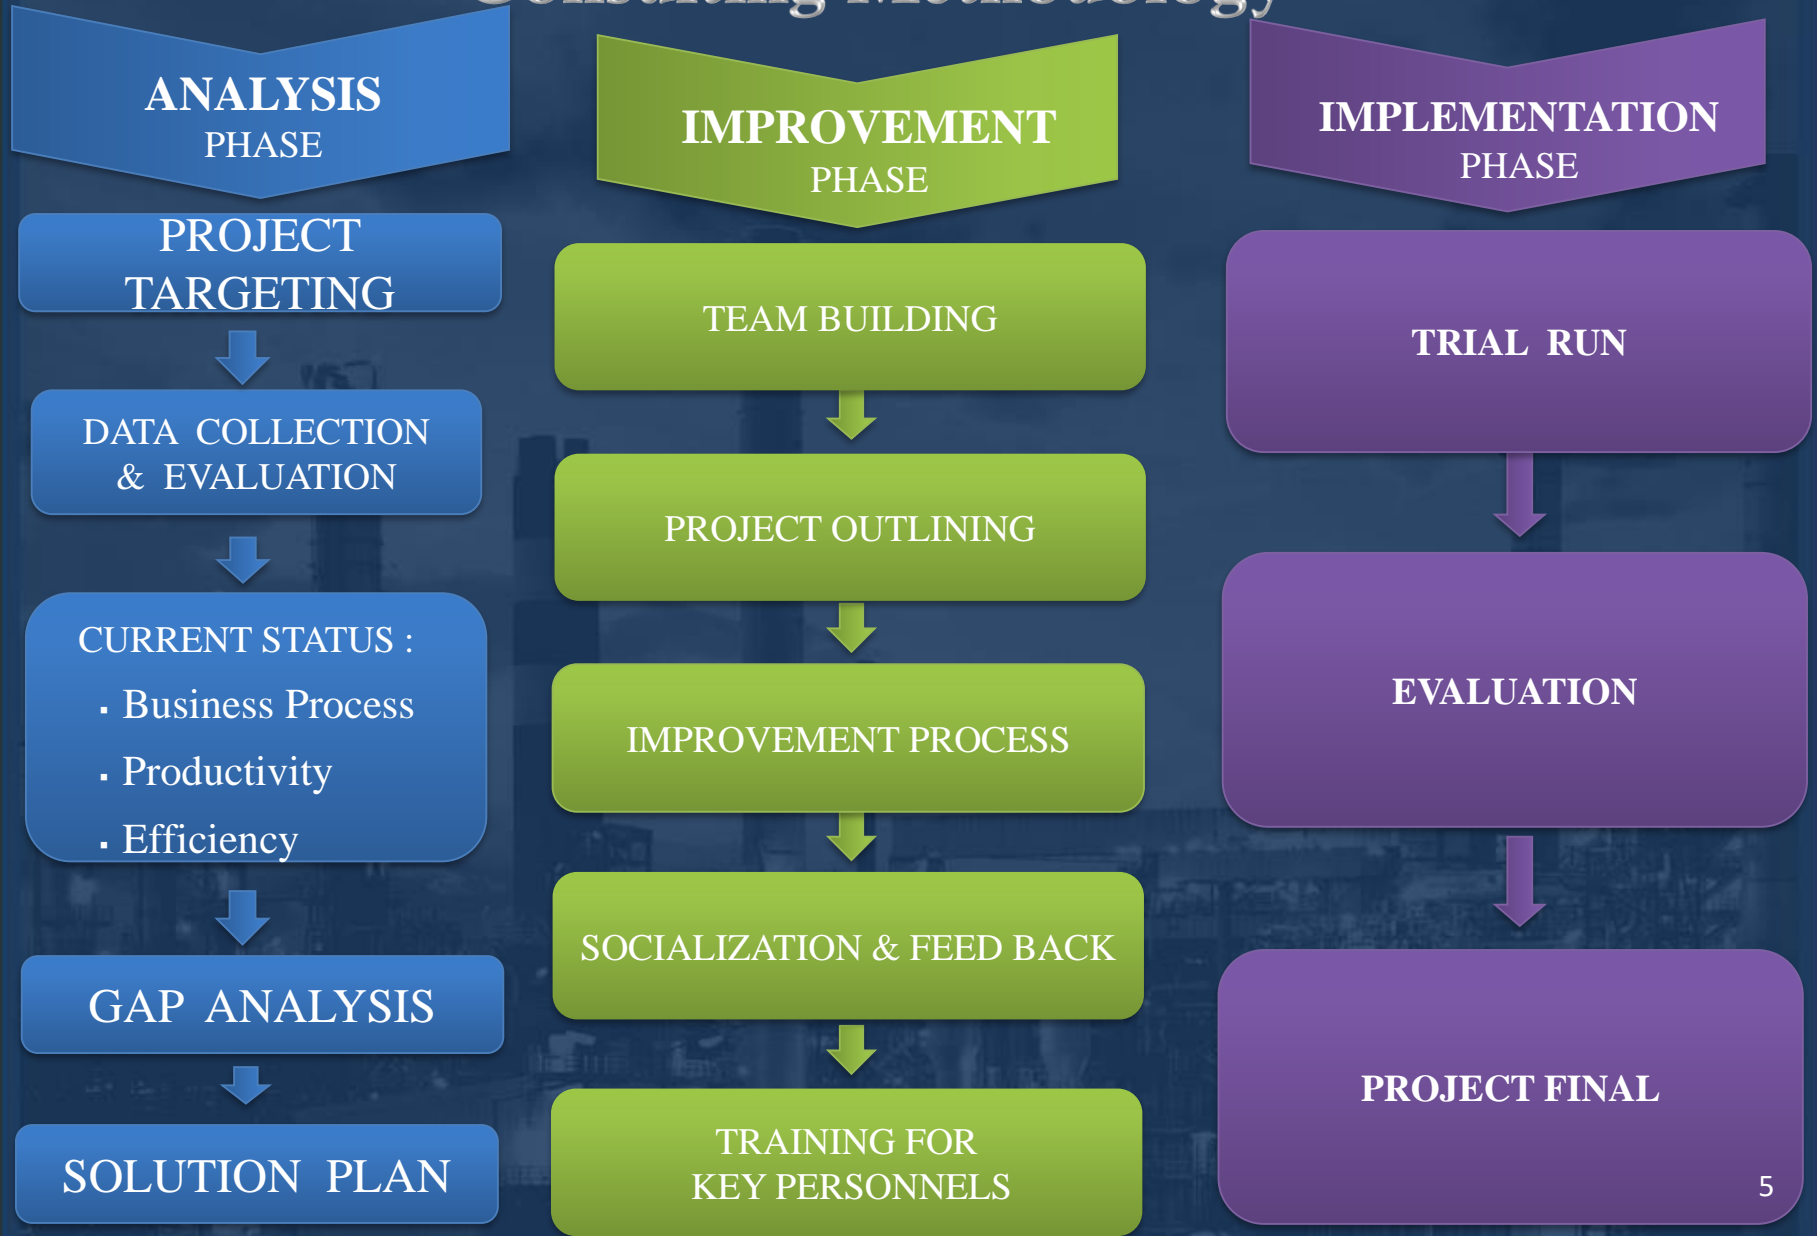 Consulting Methodology
ANALYSIS
PHASE
PROJECT
TARGETING
DATA COLLECTION
& EVALUATION
CURRENT STATUS :
▪ Business Process
▪ Productivity
▪ Efficiency
GAP ANALYSIS
SOLUTION PLAN
IMPROVEMENT
PHASE
TEAM BUILDING
PROJECT OUTLINING
IMPROVEMENT PROCESS
SOCIALIZATION & FEED BACK
TRAINING FOR
KEY PERSONNELS
IMPLEMENTATION
PHASE
TRIAL RUN
EVALUATION
PROJECT FINAL
5